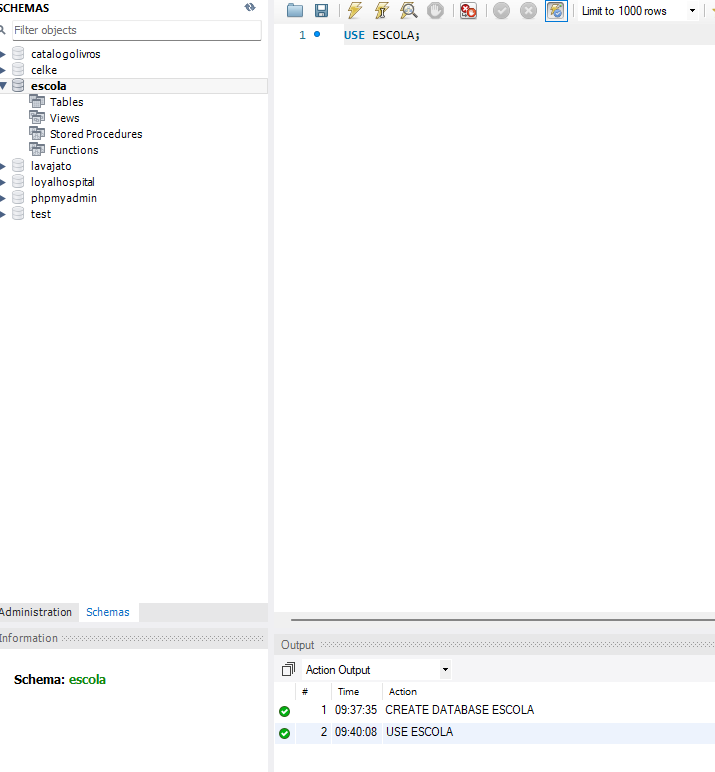 SCHEMAS
Filter objects
catalogolivros
celke
escola
Tables
Views
Stored Procedures
Functions
lavajato
loyalhospital
phpmyadmin
test
Administration Schemas
Information
Schema: escola
Limit to 1000 rows
1 USE ESCOLA;
Output
Action Output
# Time Action
1 09:37:35 CREATE DATABASE ESCOLA
2 09:40:08 USE ESCOLA